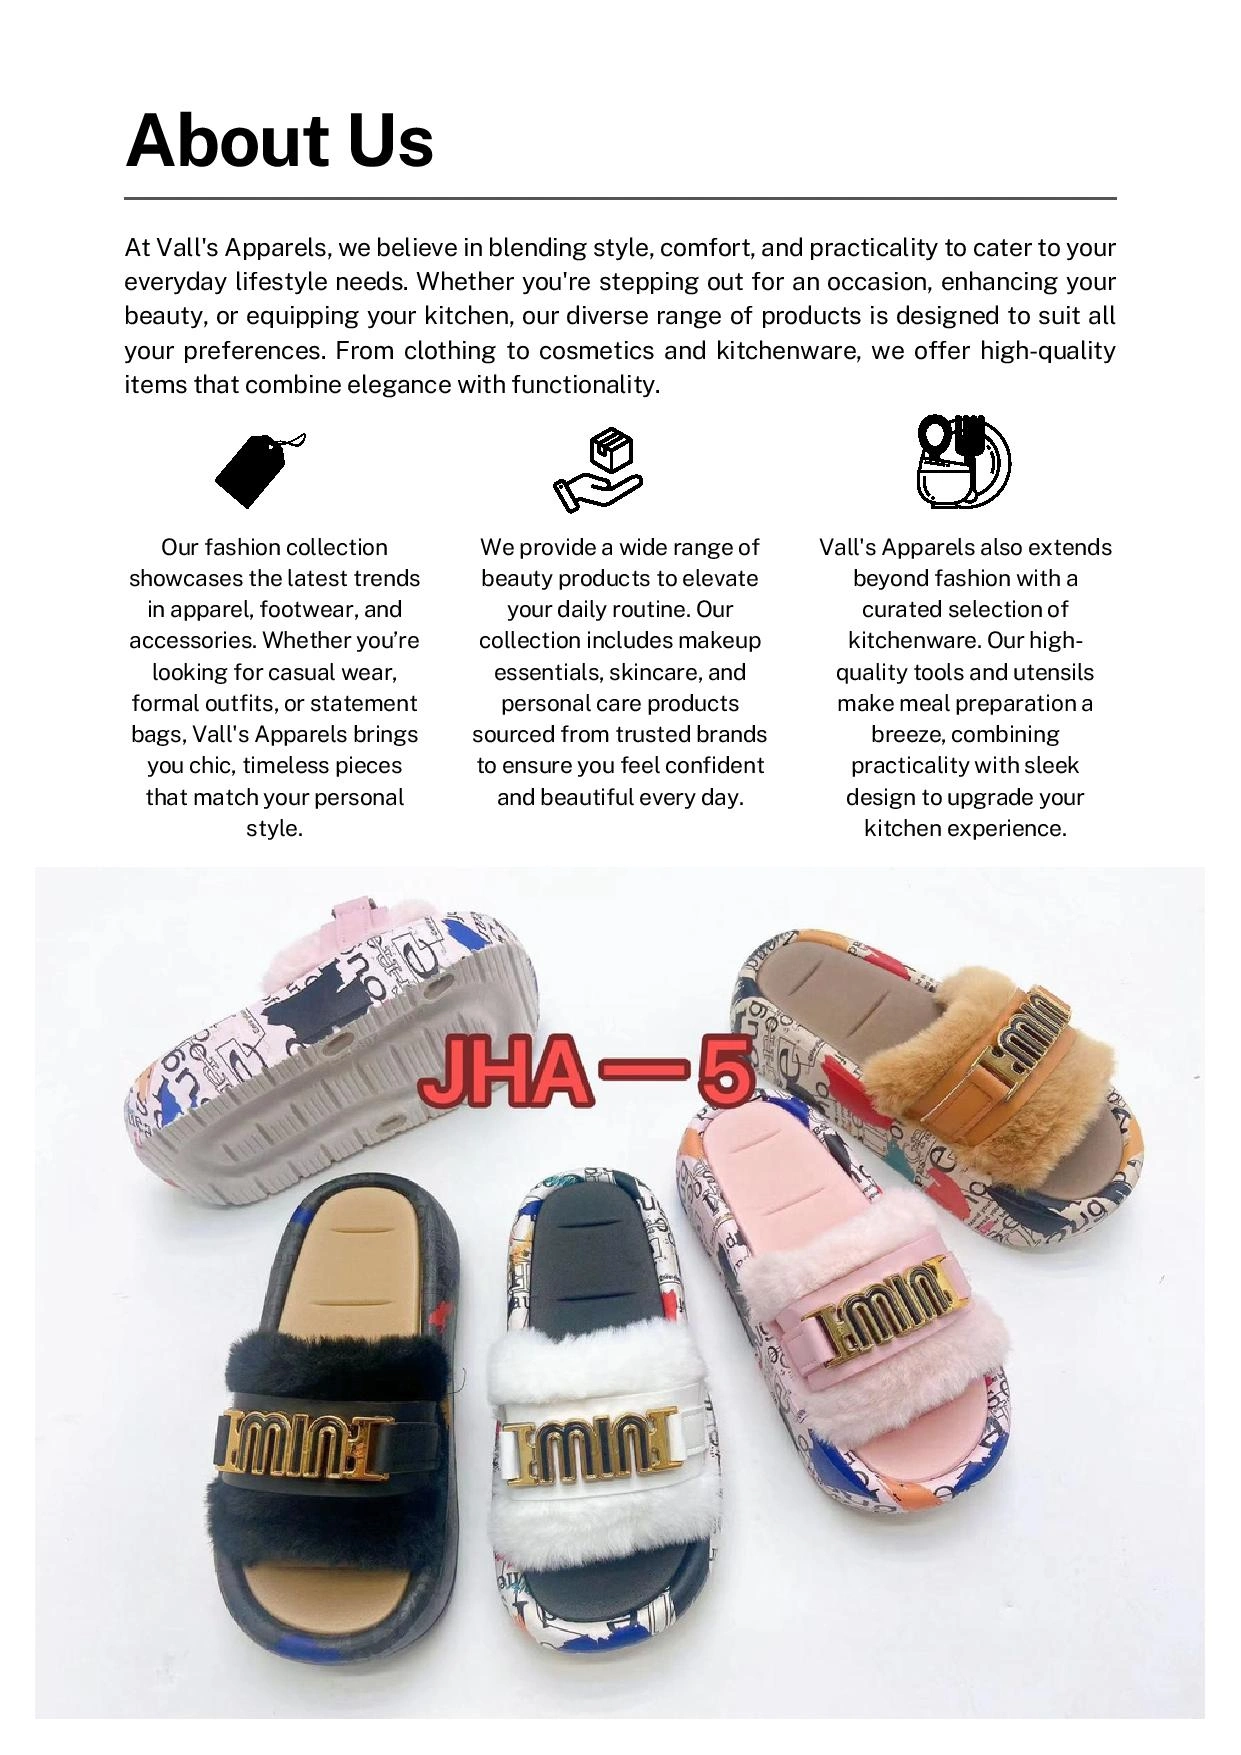 About Us
At Vall's Apparels, we believe in blending style, comfort, and practicality to cater to your
everyday lifestyle needs. Whether you're stepping out for an occasion, enhancing your
beauty, or equipping your kitchen, our diverse range of products is designed to suit all
your preferences. From clothing to cosmetics and kitchenware, we offer high-quality
items that combine elegance with functionality.
Our fashion collection
showcases the latest trends
in apparel, footwear, and
accessories. Whether you’re
looking for casual wear,
formal outfits, or statement
bags, Vall's Apparels brings
you chic, timeless pieces
that match your personal
style.
We provide a wide range of
beauty products to elevate
your daily routine. Our
collection includes makeup
essentials, skincare, and
personal care products
sourced from trusted brands
to ensure you feel confident
and beautiful every day.
Vall's Apparels also extends
beyond fashion with a
curated selection of
kitchenware. Our high-
quality tools and utensils
make meal preparation a
breeze, combining
practicality with sleek
design to upgrade your
kitchen experience.
JHA—5
min
min
min
min